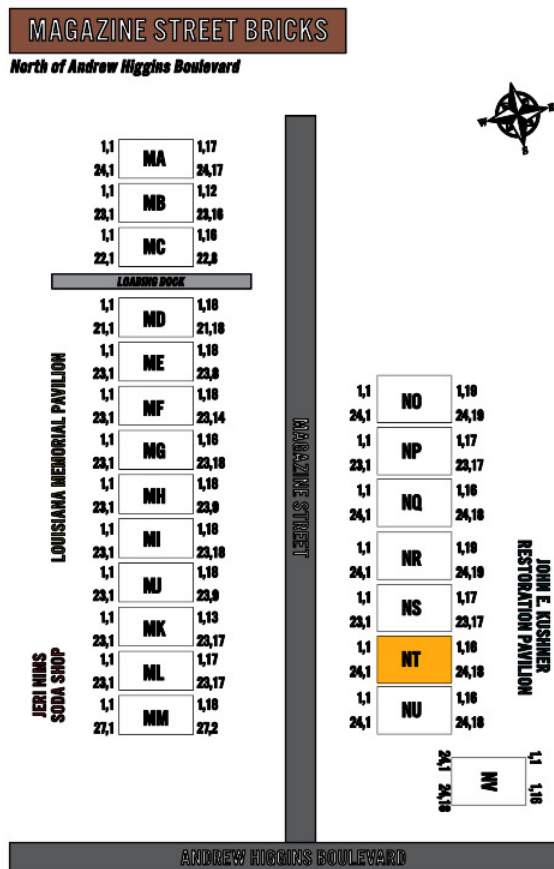 MAGAZINE STREET BRICKS
North of Andrew Higgins Boulevard
N
E
S
W
1,1 MA 1,17
24,1 24,17
1,1 MB 1,12
23,1 23,16
1,1 MC 1,16
22,1 22,8
LOADING DOCK
1,1 MD 1,18
21,1 21,18
1,1 ME 1,18
23,1 23,8
1,1 MF 1,18
23,1 23,14
1,1 MG 1,16
23,1 23,18
1,1 MH 1,18
23,1 23,9
1,1 MI 1,18
23,1 23,18
1,1 MJ 1,18
23,1 23,9
1,1 MK 1,13
23,1 23,17
1,1 ML 1,17
23,1 23,17
1,1 MM 1,18
27,1 27,2
LOUISIANA MEMORIAL PAVILION
JERI NIMS
SODA SHOP
MAGAZINE STREET
1,1 NO 1,19
24,1 24,19
1,1 NP 1,17
23,1 23,17
1,1 NQ 1,16
24,1 24,18
1,1 NR 1,19
24,1 24,19
1,1 NS 1,17
23,1 23,17
1,1 NT 1,16
24,1 24,18
1,1 NU 1,16
24,1 24,18
JOHN E. KUSHNER
RESTORATION PAVILION
24,1 1,1
NV
24,18 1,16
ANDREW HIGGINS BOULEVARD